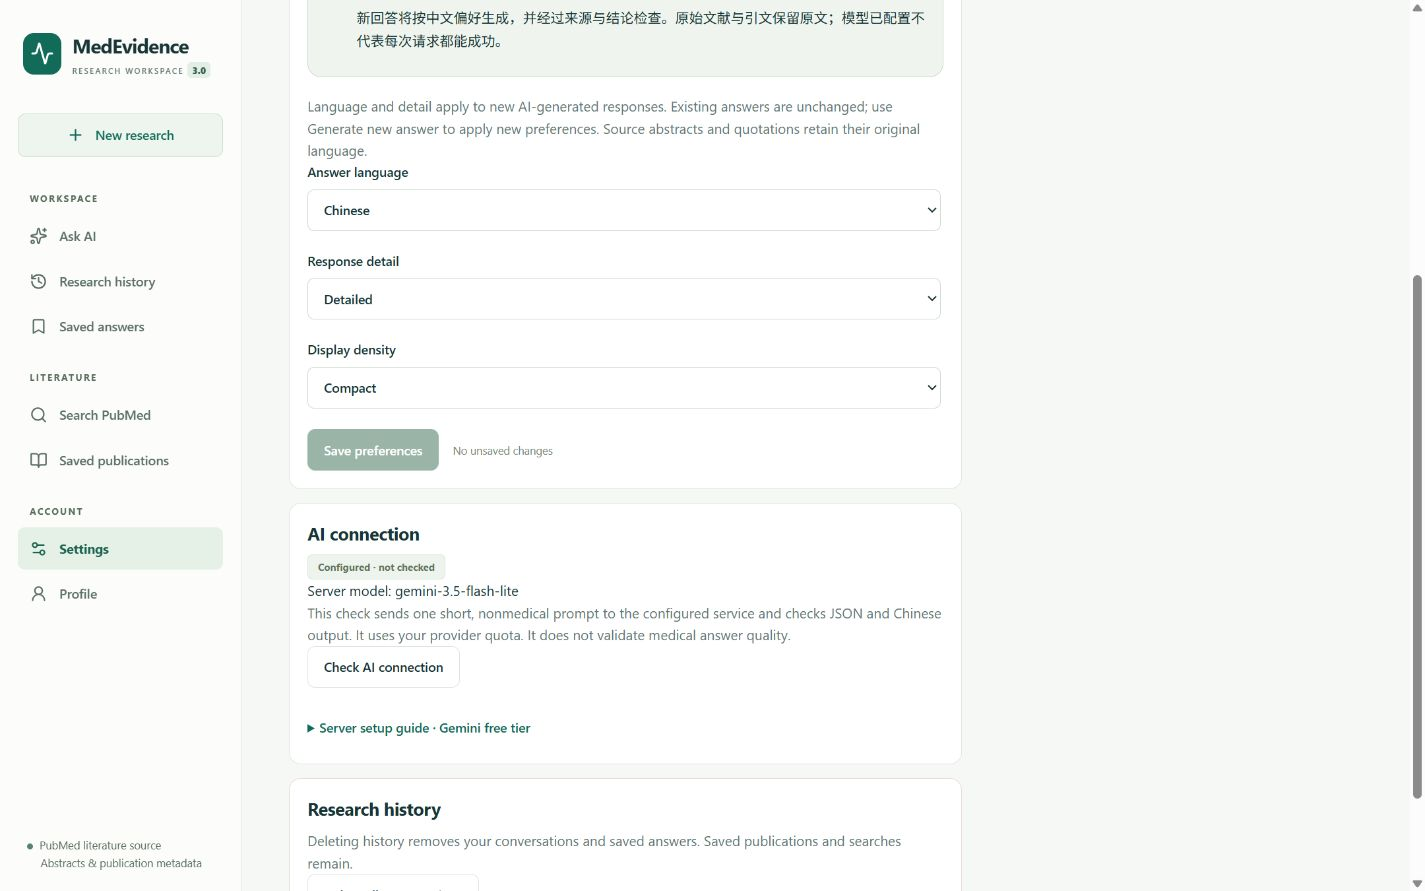 MedEvidence
RESEARCH WORKSPACE 3.0
New research
WORKSPACE
Ask AI
Research history
Saved answers
LITERATURE
Search PubMed
Saved publications
ACCOUNT
Settings
Profile
PubMed literature source
Abstracts & publication metadata
新回答将按中文偏好生成，并经过来源与结论检查。原始文献与引文保留原文；模型已配置不
代表每次请求都能成功。
Language and detail apply to new AI-generated responses. Existing answers are unchanged; use
Generate new answer to apply new preferences. Source abstracts and quotations retain their original
language.
Answer language
Chinese
Response detail
Detailed
Display density
Compact
Save preferences
No unsaved changes
AI connection
Configured · not checked
Server model: gemini-3.5-flash-lite
This check sends one short, nonmedical prompt to the configured service and checks JSON and Chinese
output. It uses your provider quota. It does not validate medical answer quality.
Check AI connection
Server setup guide · Gemini free tier
Research history
Deleting history removes your conversations and saved answers. Saved publications and searches
remain.